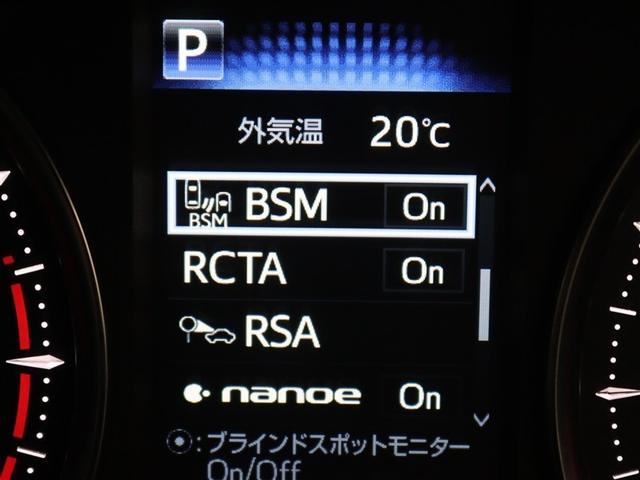 P
外気温 20℃
BSM BSM On
RCTA On
RSA
nanoe On
⦿:ブラインドスポットモニター
On/Off